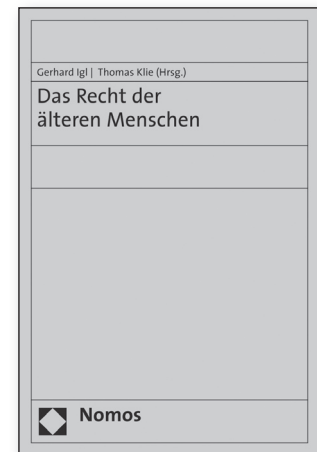 Gerhard Igl | Thomas Klie (Hrsg.)
Das Recht der
älteren Menschen
Nomos